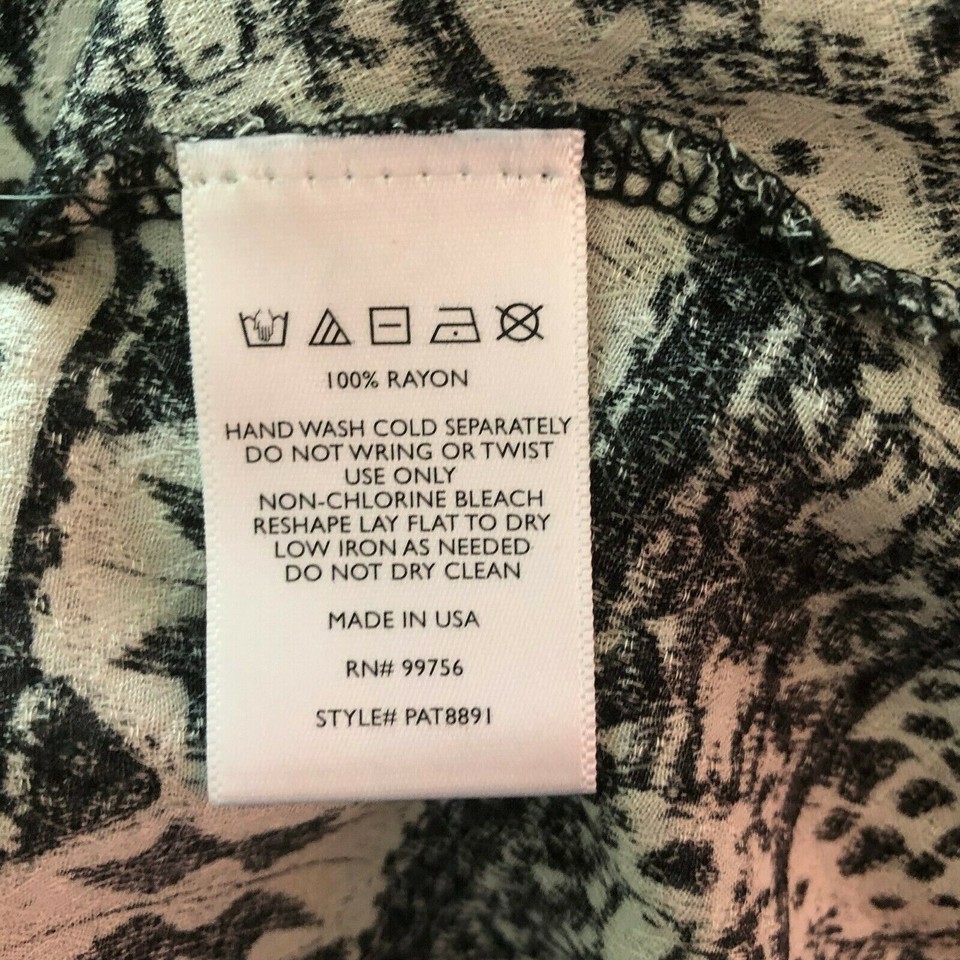 100% RAYON
HAND WASH COLD SEPARATELY
DO NOT WRING OR TWIST
USE ONLY
NON-CHLORINE BLEACH
RESHAPE LAY FLAT TO DRY
LOW IRON AS NEEDED
DO NOT DRY CLEAN
MADE IN USA
RN# 99756
STYLE# PAT8891